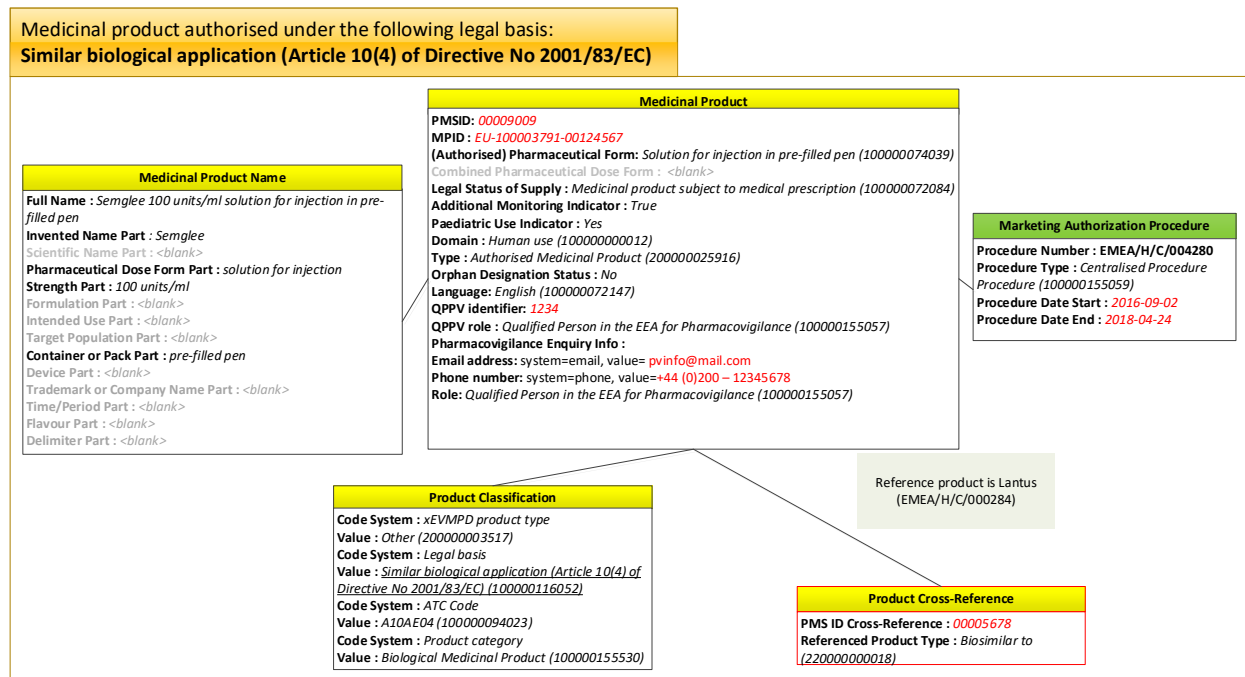 Medicinal product authorised under the following legal basis:
Similar biological application (Article 10(4) of Directive No 2001/83/EC)
Medicinal Product
PMSID: 00009009
MPID : EU-100003791-00124567
(Authorised) Pharmaceutical Form: Solution for injection in pre-filled pen (100000074039)
Combined Pharmaceutical Dose Form : <blank>
Legal Status of Supply : Medicinal product subject to medical prescription (100000072084)
Additional Monitoring Indicator : True
Paediatric Use Indicator : Yes
Domain : Human use (100000000012)
Type : Authorised Medicinal Product (200000025916)
Orphan Designation Status : No
Language: English (100000072147)
QPPV identifier: 1234
QPPV role : Qualified Person in the EEA for Pharmacovigilance (100000155057)
Pharmacovigilance Enquiry Info :
Email address: system=email, value= pvinfo@mail.com
Phone number: system=phone, value=+44 (0)200 – 12345678
Role: Qualified Person in the EEA for Pharmacovigilance (100000155057)
Medicinal Product Name
Full Name : Semglee 100 units/ml solution for injection in pre-
filled pen
Invented Name Part : Semglee
Scientific Name Part : <blank>
Pharmaceutical Dose Form Part : solution for injection
Strength Part : 100 units/ml
Formulation Part : <blank>
Intended Use Part : <blank>
Target Population Part : <blank>
Container or Pack Part : pre-filled pen
Device Part : <blank>
Trademark or Company Name Part : <blank>
Time/Period Part : <blank>
Flavour Part : <blank>
Delimiter Part : <blank>
Marketing Authorization Procedure
Procedure Number : EMEA/H/C/004280
Procedure Type : Centralised Procedure
Procedure (100000155059)
Procedure Date Start : 2016-09-02
Procedure Date End : 2018-04-24
Reference product is Lantus
(EMEA/H/C/000284)
Product Classification
Code System : xEVMPD product type
Value : Other (200000003517)
Code System : Legal basis
Value : Similar biological application (Article 10(4) of
Directive No 2001/83/EC) (100000116052)
Code System : ATC Code
Value : A10AE04 (100000094023)
Code System : Product category
Value : Biological Medicinal Product (100000155530)
Product Cross-Reference
PMS ID Cross-Reference : 00005678
Referenced Product Type : Biosimilar to
(220000000018)